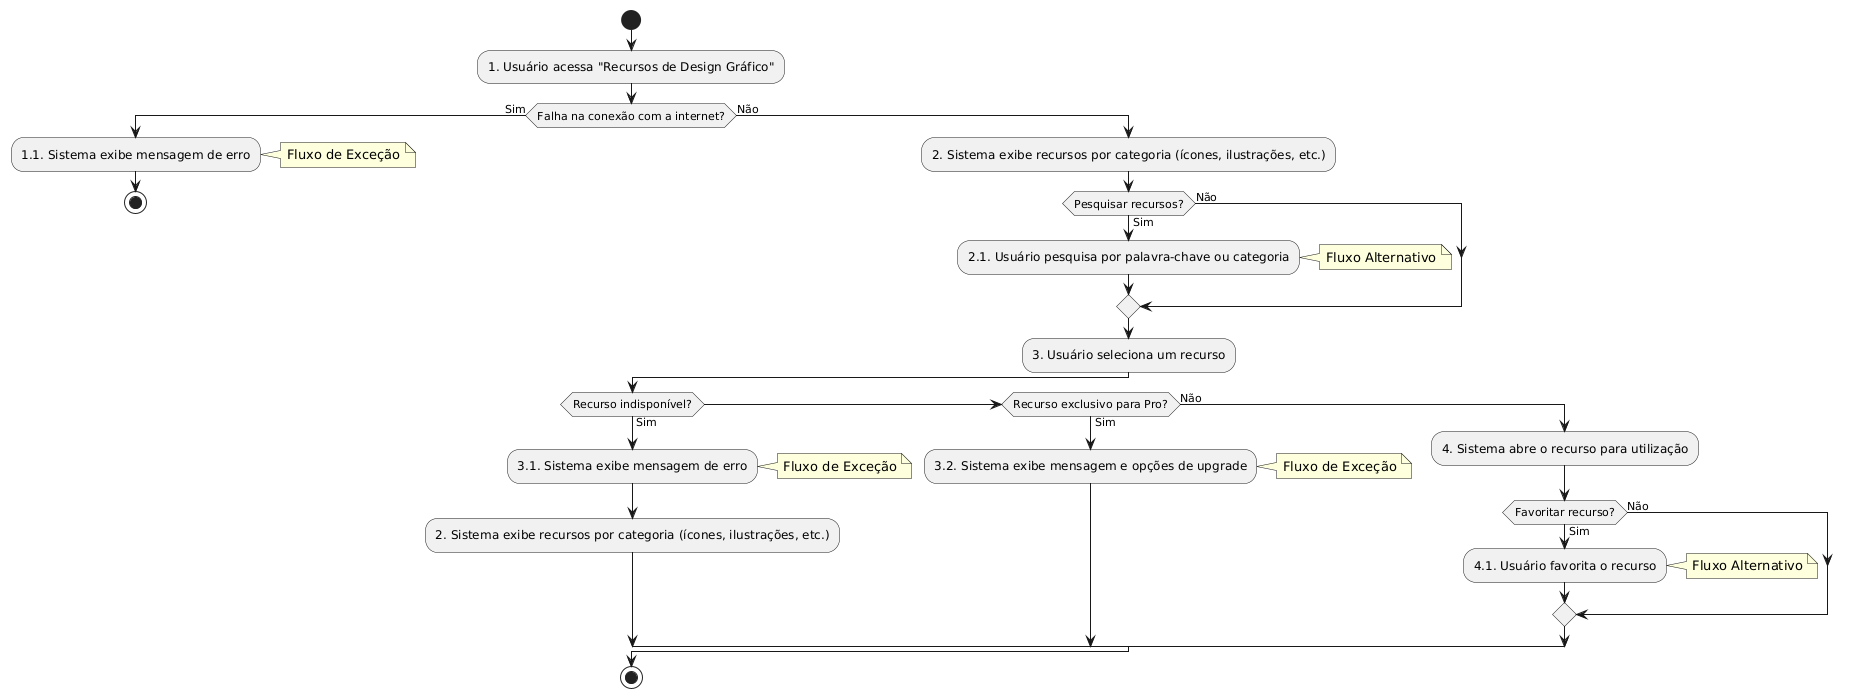 1. Usuário acessa "Recursos de Design Gráfico"
Sim
Falha na conexão com a internet?
Não
1.1. Sistema exibe mensagem de erro
Fluxo de Exceção
2. Sistema exibe recursos por categoria (ícones, ilustrações, etc.)
Pesquisar recursos?
Não
Sim
2.1. Usuário pesquisa por palavra-chave ou categoria
Fluxo Alternativo
3. Usuário seleciona um recurso
Recurso indisponível?
Sim
Recurso exclusivo para Pro?
Não
Sim
3.1. Sistema exibe mensagem de erro
Fluxo de Exceção
2. Sistema exibe recursos por categoria (ícones, ilustrações, etc.)
3.2. Sistema exibe mensagem e opções de upgrade
Fluxo de Exceção
4. Sistema abre o recurso para utilização
Favoritar recurso?
Não
Sim
4.1. Usuário favorita o recurso
Fluxo Alternativo